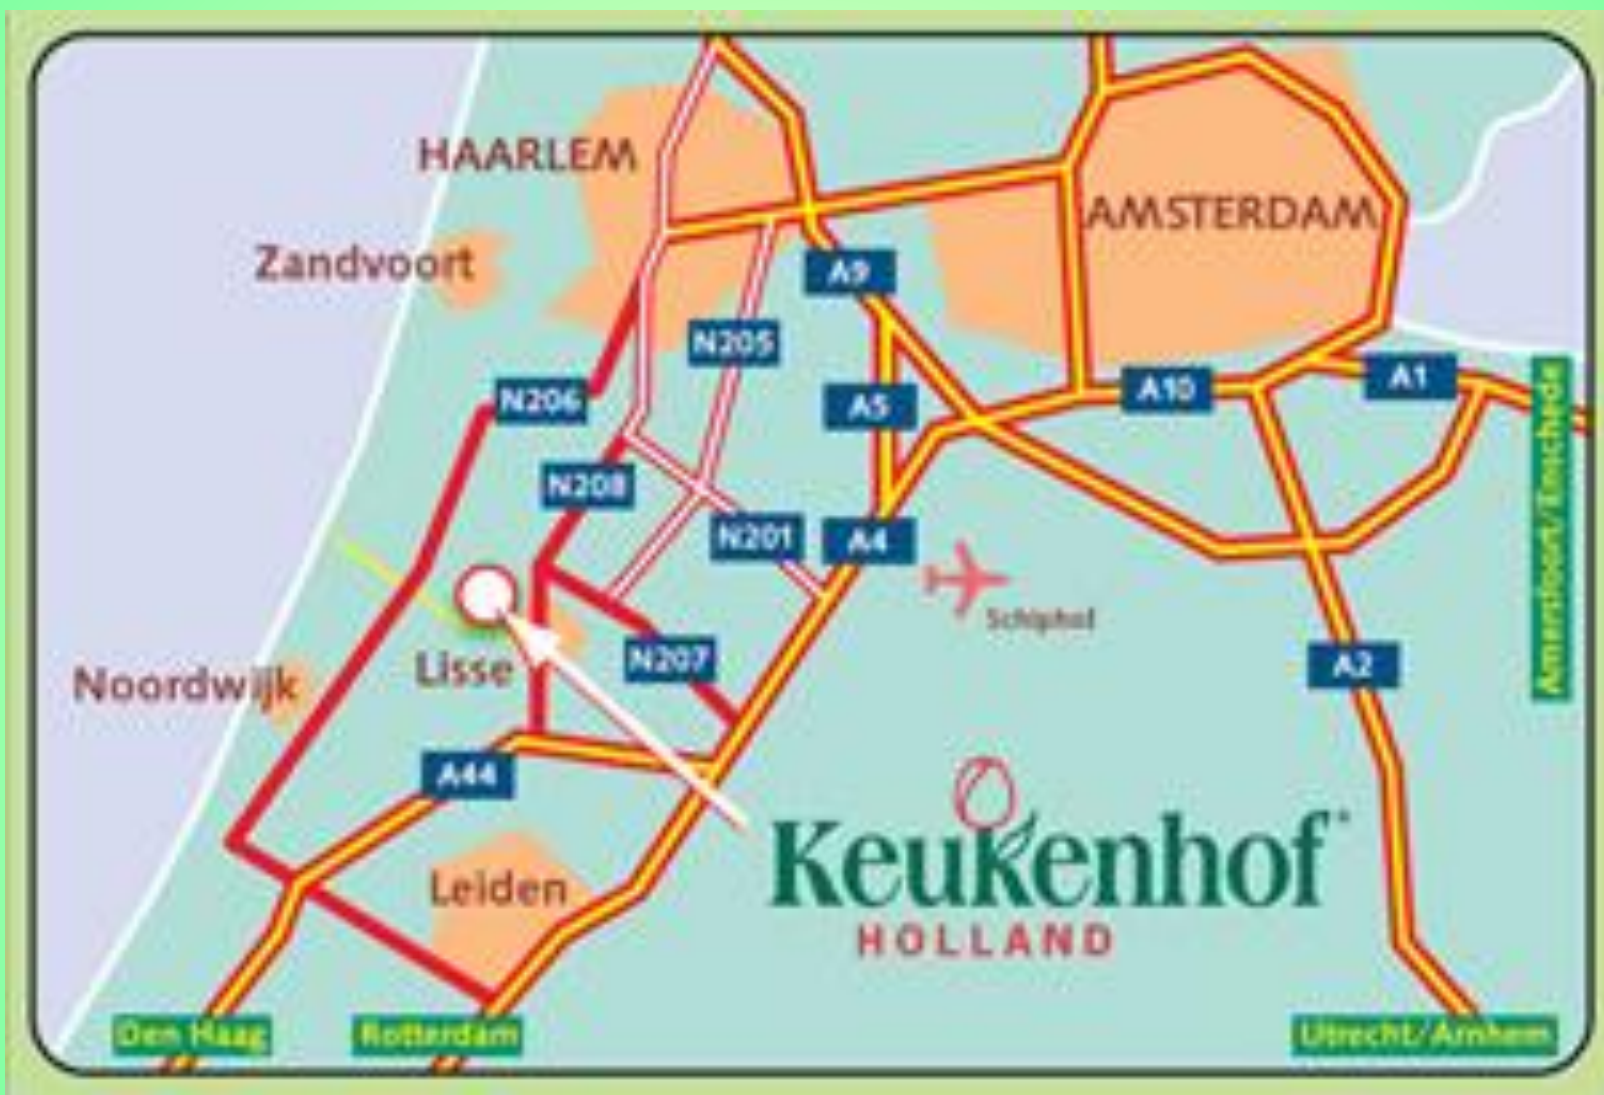 HAARLEM
AMSTERDAM
Zandvoort
A9
N205
A10
A1
N206
A5
N208
N201
A4
Schiphol
Amersfoort/Enschede
Lisse
N207
A2
Noordwijk
A44
Keukenhof
HOLLAND
Leiden
Den Haag
Rotterdam
Utrecht/Arnhem